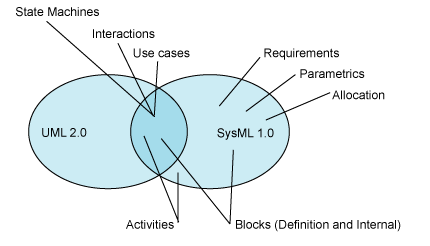 State Machines
Interactions
Use cases
Requirements
Parametrics
Allocation
UML 2.0
SysML 1.0
Activities
Blocks (Definition and Internal)